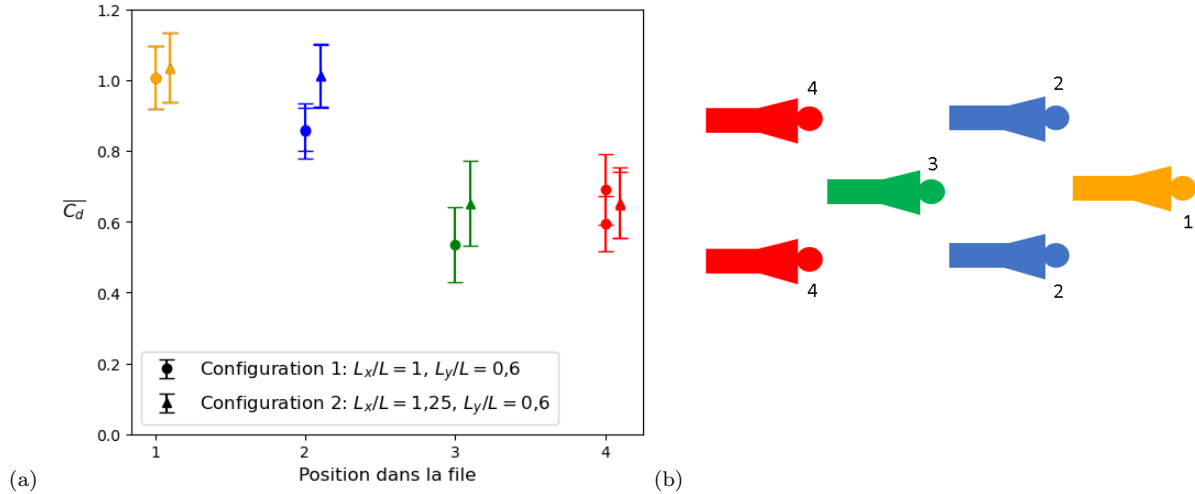 1.2
1.0
0.8
0.6
0.4
0.2
0.0
$\overline{C_d}$
Configuration 1: $L_x/L = 1$, $L_y/L = 0{,}6$
Configuration 2: $L_x/L = 1{,}25$, $L_y/L = 0{,}6$
1 2 3 4
Position dans la file
(a)
4 2
3
1
4 2
(b)